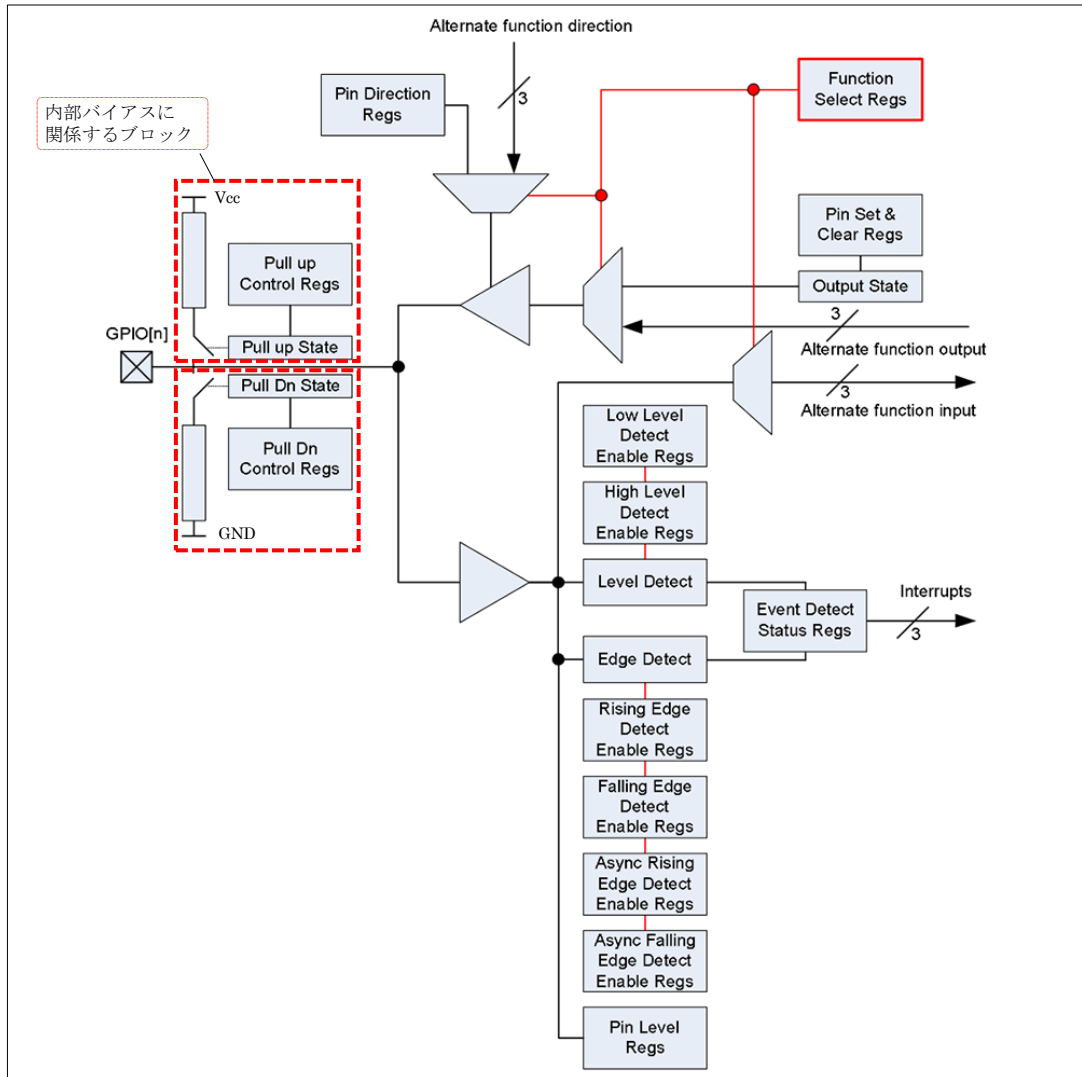 Alternate function direction
3
Pin Direction
Regs
Function
Select Regs
内部バイアスに
関係するブロック
Vcc
Pull up
Control Regs
Pull up State
GPIO[n]
Pull Dn State
Pull Dn
Control Regs
GND
Pin Set &
Clear Regs
Output State
3
Alternate function output
3
Alternate function input
Low Level
Detect
Enable Regs
High Level
Detect
Enable Regs
Level Detect
Event Detect
Status Regs
Interrupts
3
Edge Detect
Rising Edge
Detect
Enable Regs
Falling Edge
Detect
Enable Regs
Async Rising
Edge Detect
Enable Regs
Async Falling
Edge Detect
Enable Regs
Pin Level
Regs